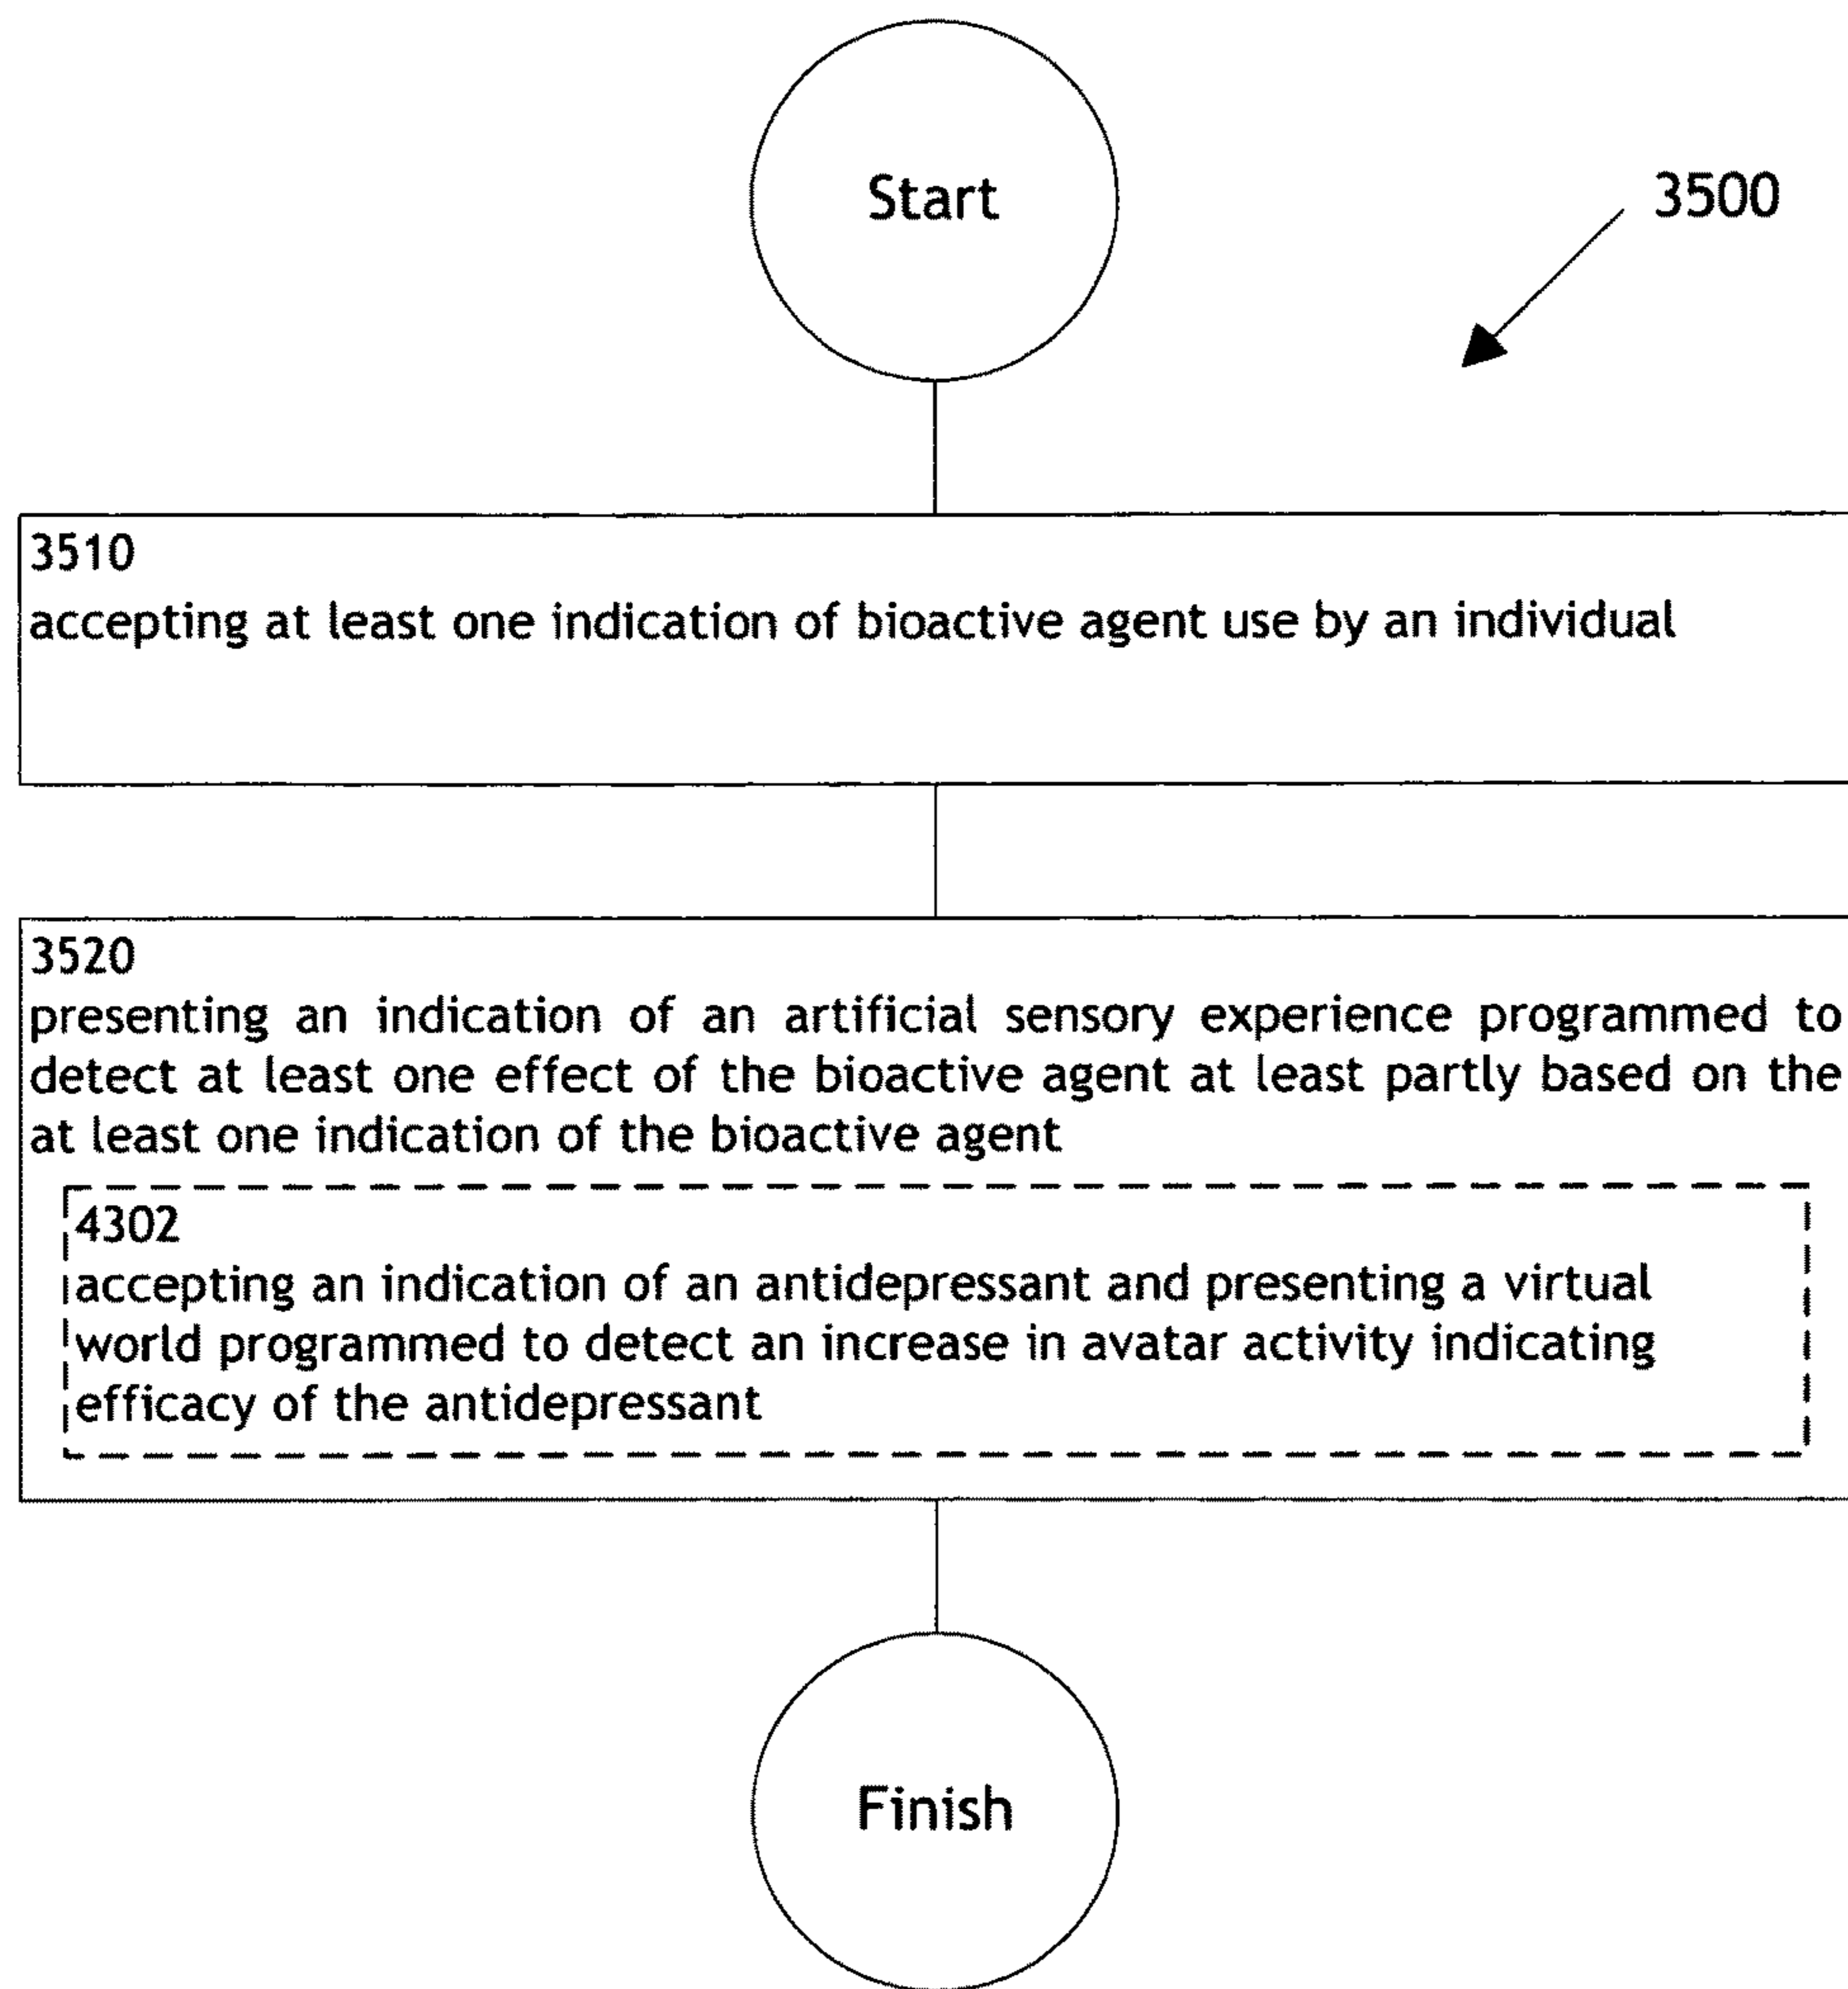 Start
3500
3510
accepting at least one indication of bioactive agent use by an individual
3520
presenting an indication of an artificial sensory experience programmed to
detect at least one effect of the bioactive agent at least partly based on the
at least one indication of the bioactive agent
4302
accepting an indication of an antidepressant and presenting a virtual
world programmed to detect an increase in avatar activity indicating
efficacy of the antidepressant
Finish